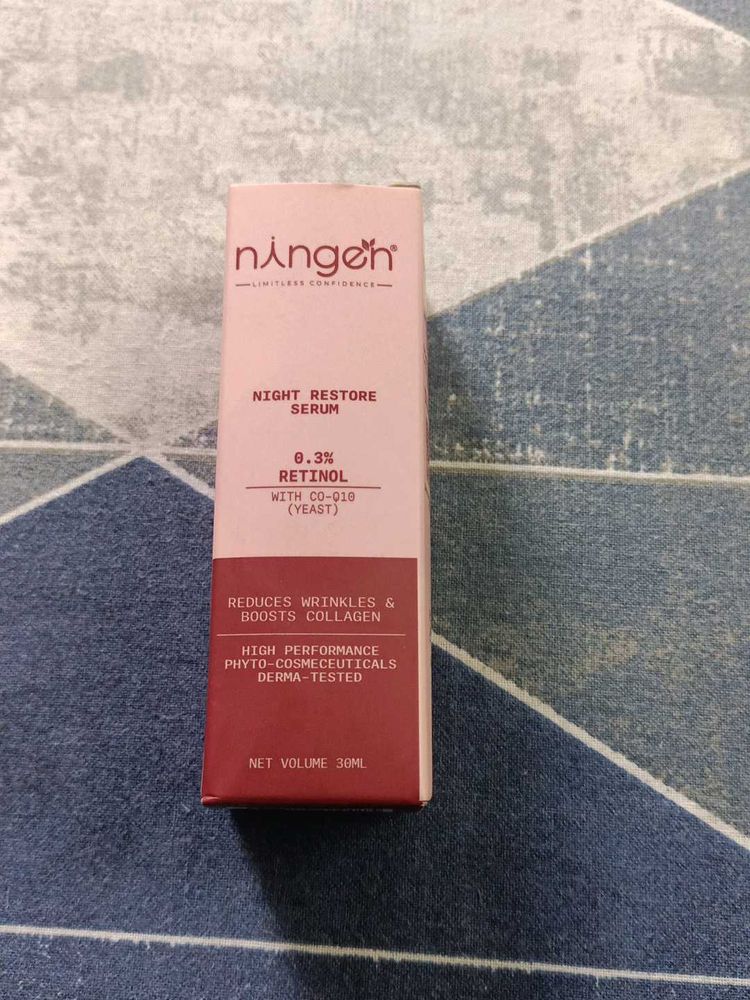 ningen®
LIMITLESS CONFIDENCE
NIGHT RESTORE
SERUM
0.3%
RETINOL
WITH CO-Q10
(YEAST)
REDUCES WRINKLES &
BOOSTS COLLAGEN
HIGH PERFORMANCE
PHYTO-COSMECEUTICALS
DERMA-TESTED
NET VOLUME 30ML